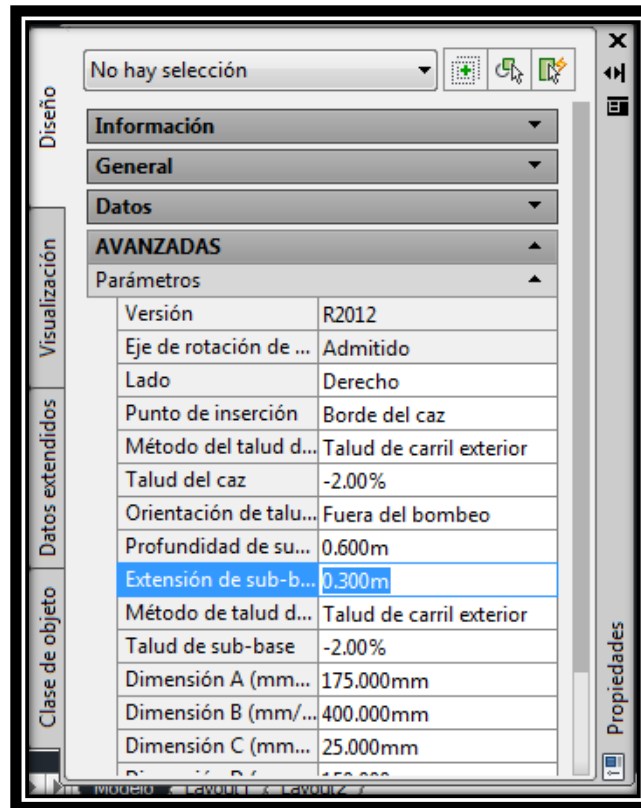 No hay selección
Información
General
Datos
AVANZADAS
Parámetros
Versión R2012
Eje de rotación de ... Admitido
Lado Derecho
Punto de inserción Borde del caz
Método del talud d... Talud de carril exterior
Talud del caz -2.00%
Orientación de talu... Fuera del bombeo
Profundidad de su... 0.600m
Extensión de sub-b... 0.300m
Método de talud d... Talud de carril exterior
Talud de sub-base -2.00%
Dimensión A (mm... 175.000mm
Dimensión B (mm/... 400.000mm
Dimensión C (mm... 25.000mm
Diseño
Visualización
Datos extendidos
Clase de objeto
Propiedades
Modelo Layout1 Layout2